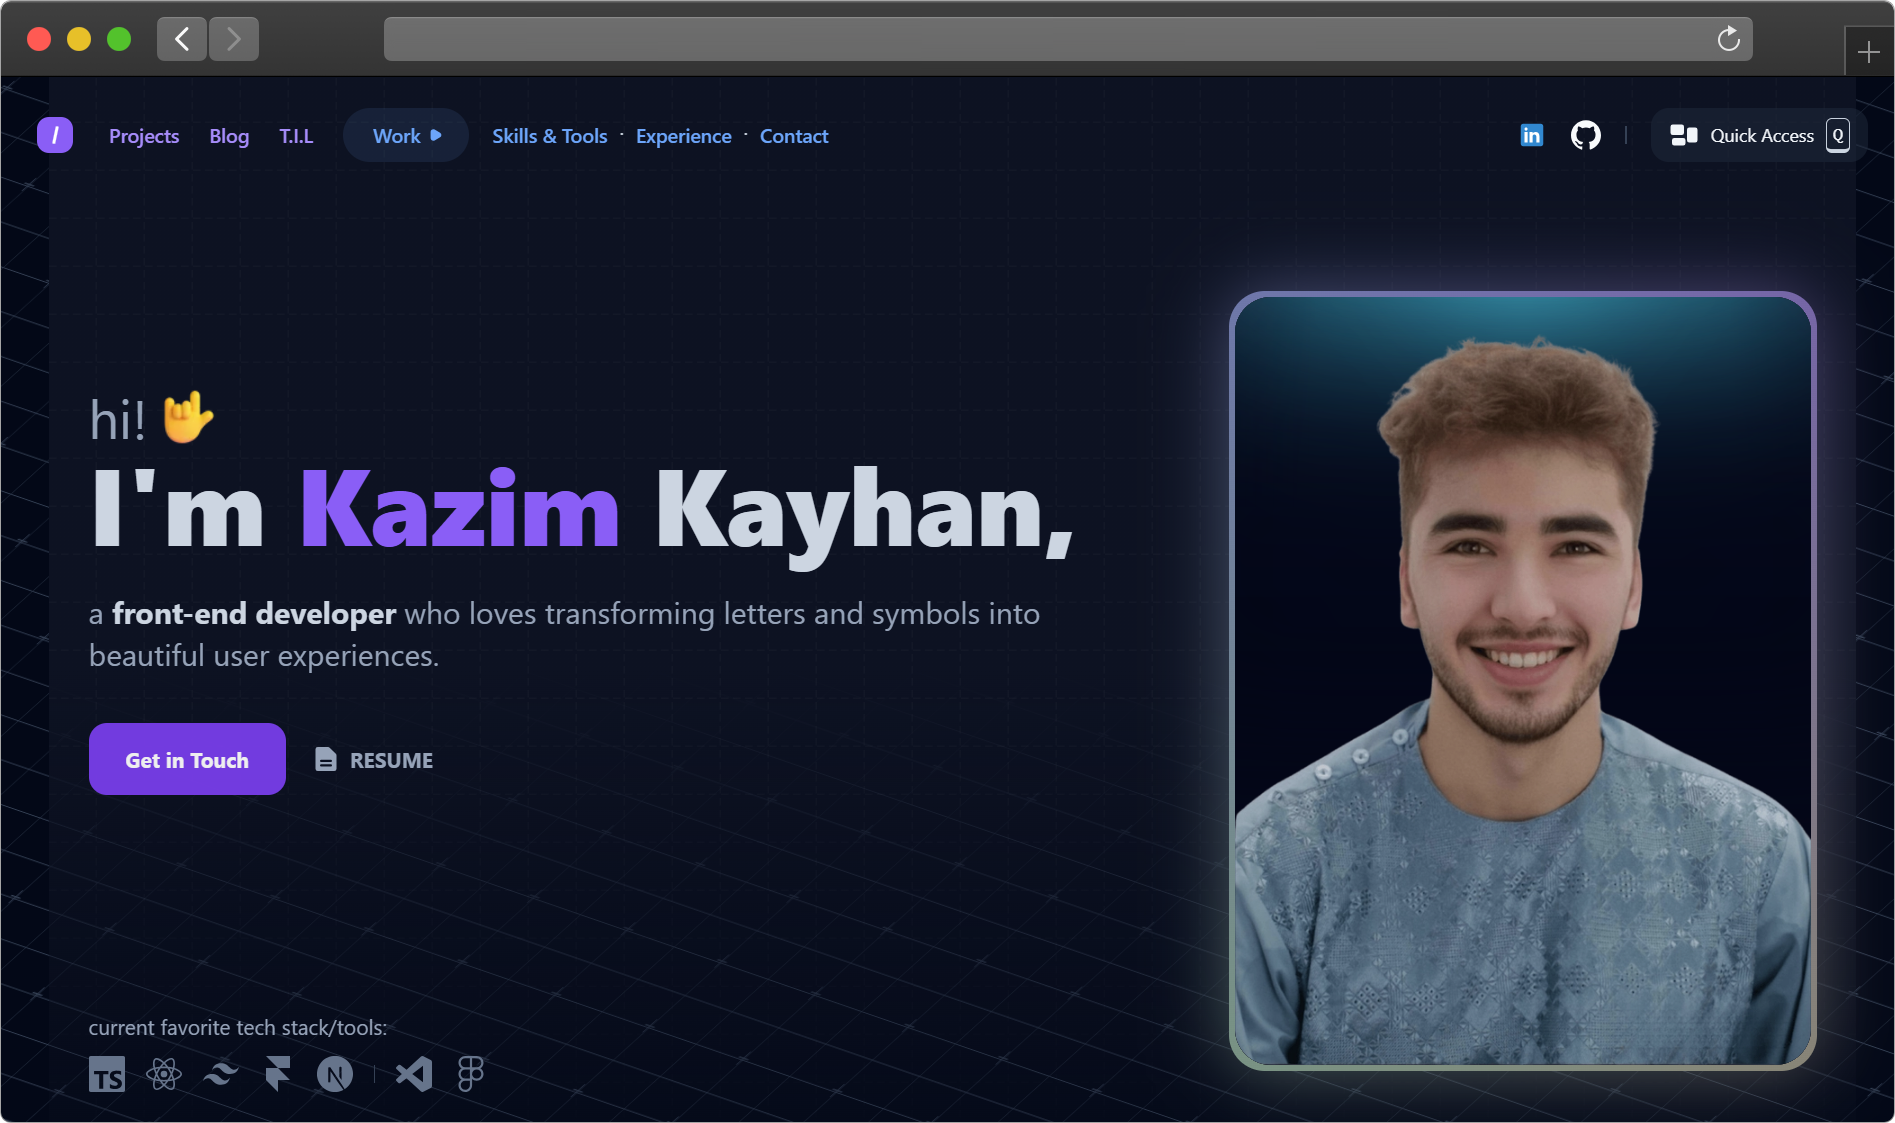 / Projects Blog T.I.L Work Skills & Tools · Experience · Contact in Quick Access Q
hi! 🤟
I'm Kazim Kayhan,
a front-end developer who loves transforming letters and symbols into
beautiful user experiences.
Get in Touch RESUME
current favorite tech stack/tools:
TS N